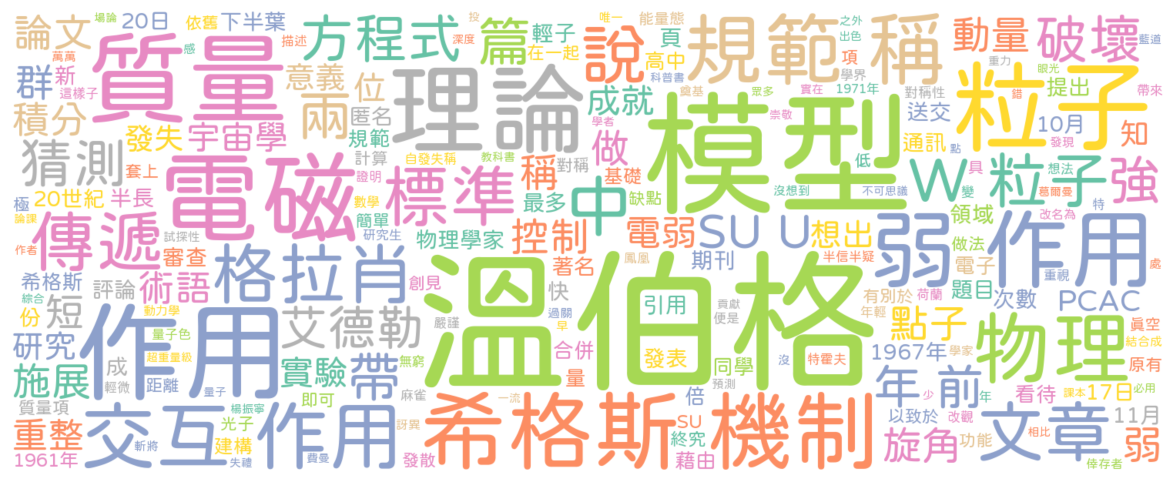 論文 20日 依舊 下半葉 方程式 篇 輕子 能量態 唯一 之外 出色 藍道
場論 感 描述 投 深度 在一起 頁 高中 項 動量 破壞
萬萬 這樣子 群 新 質量 意義 位 理論 說 科普書 規範 稱 學界 重力 眼光 帶來
積分 兩 匿名 成就 奠基 眾多 實在 1971年 對稱性 錯 粒子 提出
發失 宇宙學 規範 學者 崇敬 模型 送交 通訊 點 10月 發現 知
猜測 套上 計算 自發失稱 教科書 對稱 做 基礎 低 具 想法 強
20世紀 半長 電磁 證明 標準 稱 中 最多 缺點 沒想到 不可思議 W 粒子 變 葛爾曼
極 論課 傳遞 數學 簡單 研究生 電弱 SU U 想出 領域 改名為 特
作者 試探性 物理學家 控制 鳳凰 半信半疑 弱 做法 作用
希格斯 審查 格拉肖 著名 期刊 電子 重視 處
綜合 評論 術語 創見 溫伯格 引用 貢獻 便是 有別於 荷蘭 年輕 題目 次數 PCAC
份 短 動力學 艾德勒 快 過關 早 嚴謹 點子 物理 真空 結合成
研究 作用 量子色 合併 發表 同學 1967年 原有
施展 成 輕微 超重量級 距離 量子 實驗 無窮 帶 量 預測 沒 特霍夫 學家 看待 課本 17日 必用
質量項 即可 麻雀 一流 倍 年 前 少 年
重整 交互 作用 楊振寧 光子 訝異 希格斯 機制 SU 以致於 改觀 文章 11月
1961年 斬將 建構 失禮 費曼 發散 終究 藉由 旋角 功能 相比 弱 倖存者